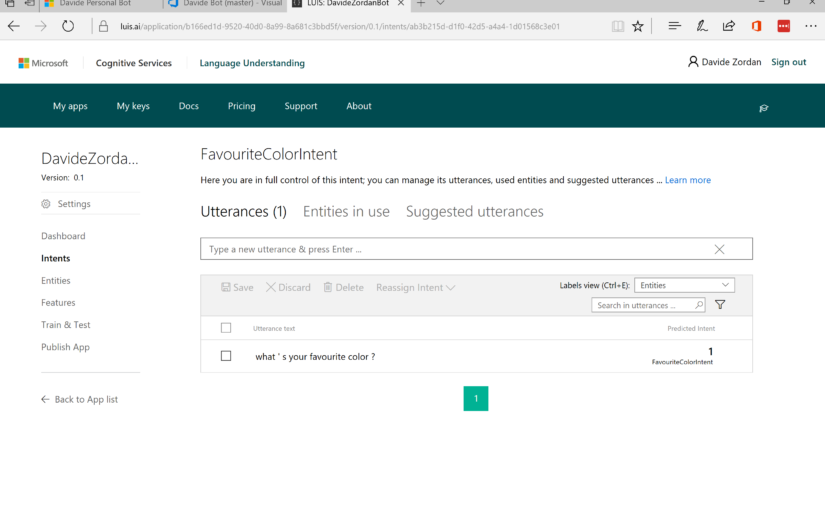 Davide Personal Bot
Davide Bot (master) - Visual
LUIS: DavideZordanBot
luis.ai/application/b166ed1d-9520-40d0-8a99-8a681c3bbd5f/version/0.1/intents/ab3b215d-d1f0-42d5-a4a4-1d01568c3e01
Microsoft Cognitive Services Language Understanding Davide Zordan Sign out
My apps My keys Docs Pricing Support About
DavideZorda...
Version: 0.1
Settings
Dashboard
Intents
Entities
Features
Train & Test
Publish App
Back to App list
FavouriteColorIntent
Here you are in full control of this intent; you can manage its utterances, used entities and suggested utterances ... Learn more
Utterances (1) Entities in use Suggested utterances
Type a new utterance & press Enter ...
Save Discard Delete Reassign Intent Labels view (Ctrl+E): Entities
Search in utterances ...
Utterance text Predicted Intent
what ' s your favourite color ? 1
FavouriteColorIntent
1